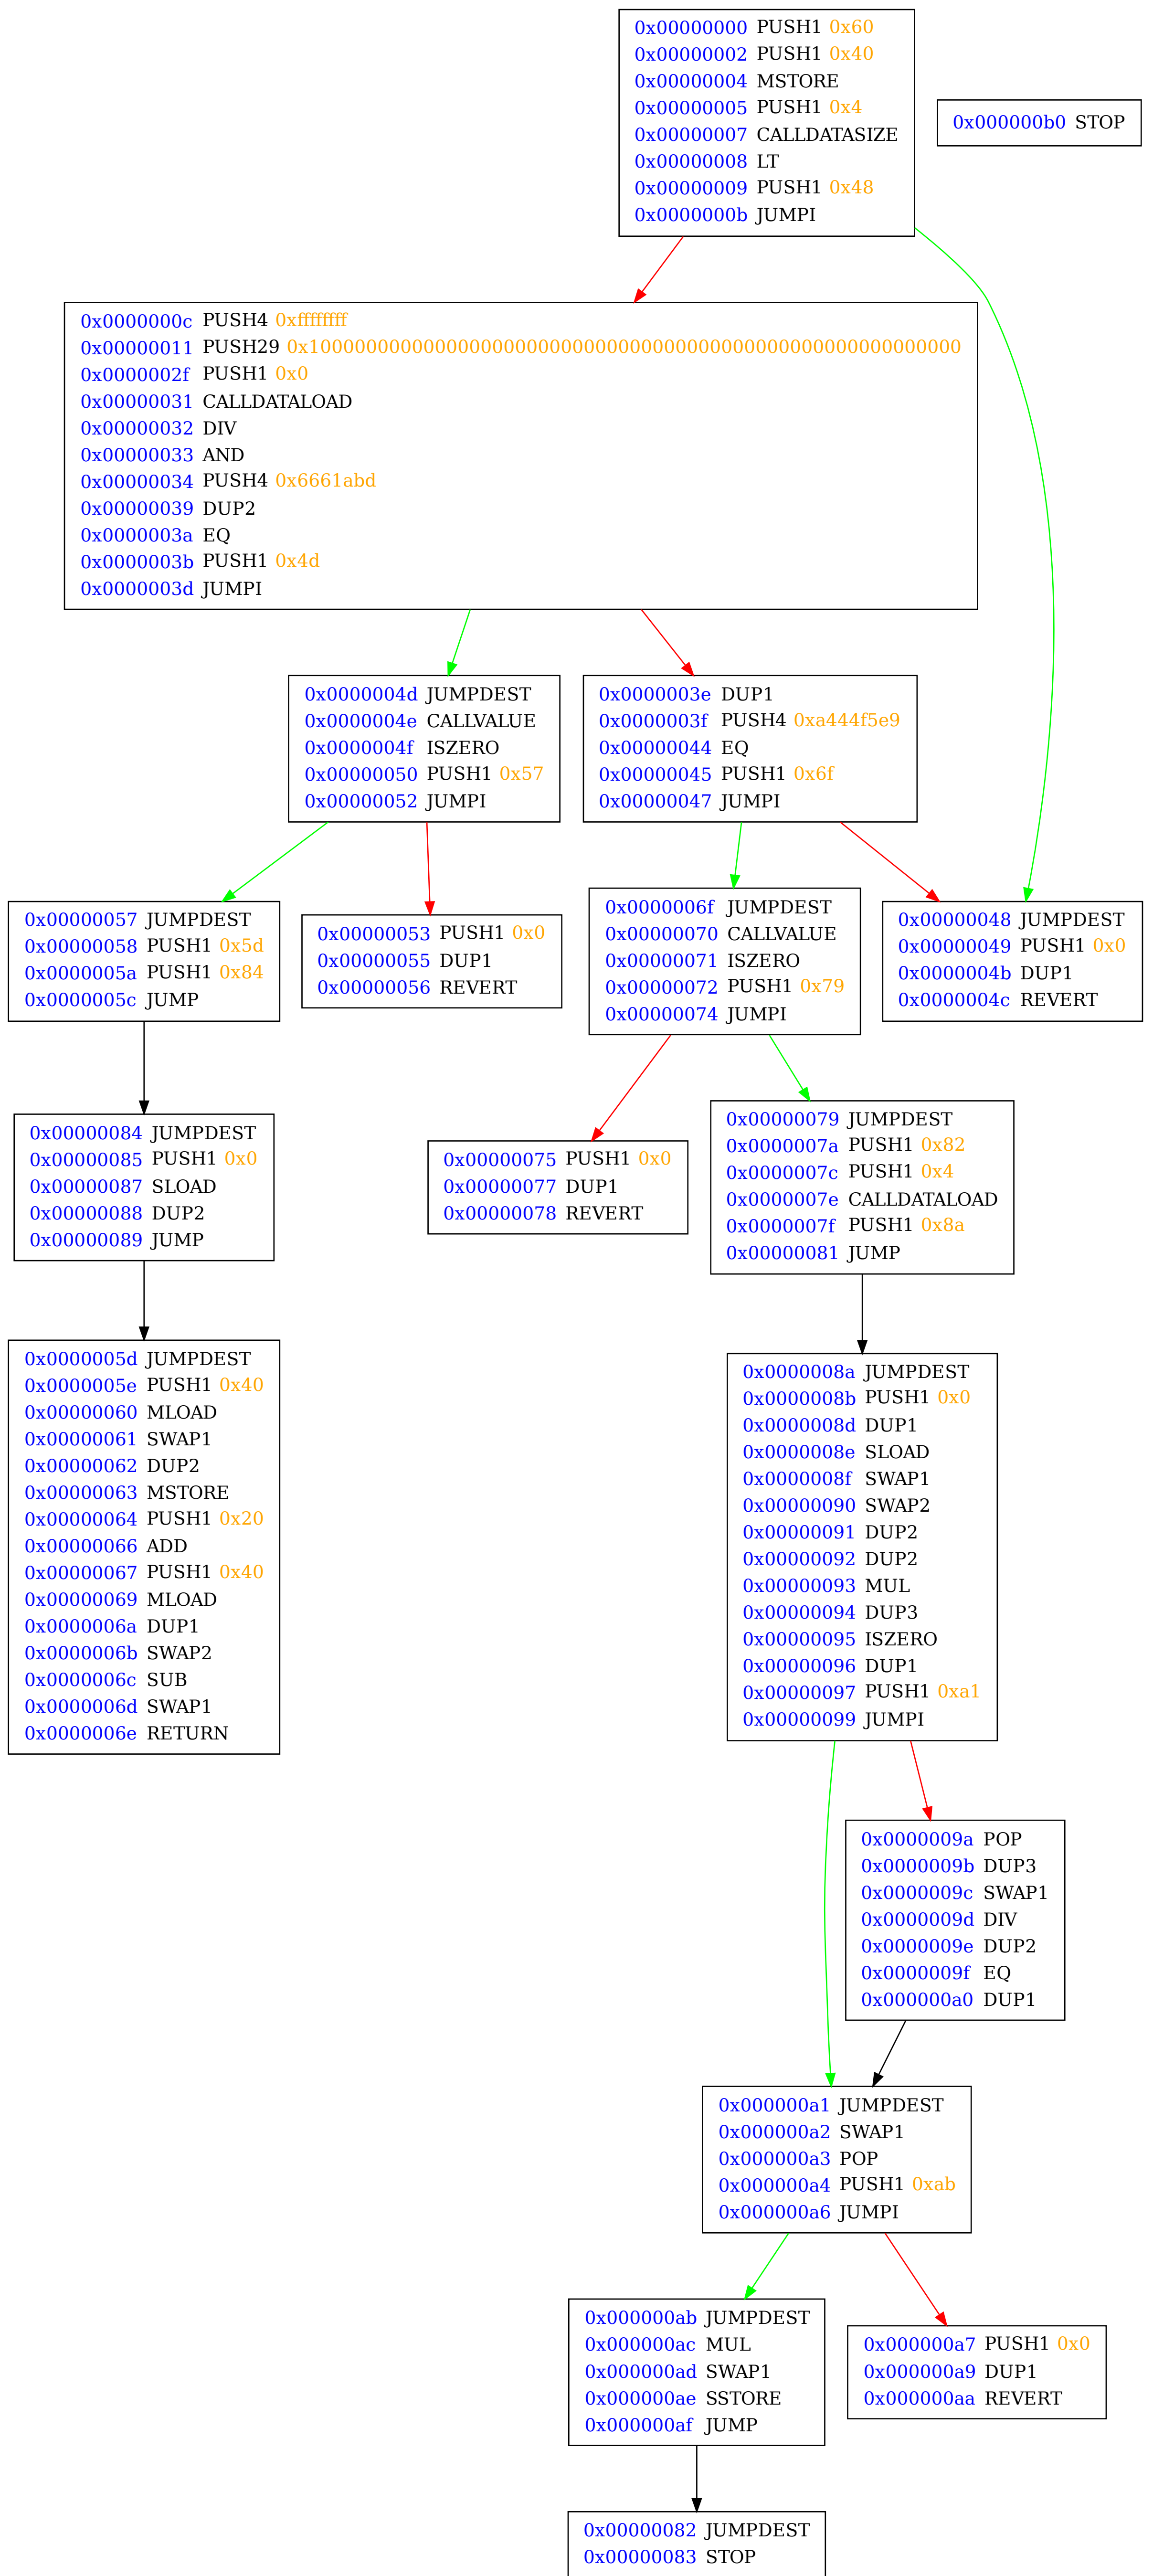 0x00000000 PUSH1 0x60
0x00000002 PUSH1 0x40
0x00000004 MSTORE
0x00000005 PUSH1 0x4
0x00000007 CALLDATASIZE
0x00000008 LT
0x00000009 PUSH1 0x48
0x0000000b JUMPI
0x000000b0 STOP
0x0000000c PUSH4 0xffffffff
0x00000011 PUSH29 0x100000000000000000000000000000000000000000000000000000000
0x0000002f PUSH1 0x0
0x00000031 CALLDATALOAD
0x00000032 DIV
0x00000033 AND
0x00000034 PUSH4 0x6661abd
0x00000039 DUP2
0x0000003a EQ
0x0000003b PUSH1 0x4d
0x0000003d JUMPI
0x0000004d JUMPDEST
0x0000004e CALLVALUE
0x0000004f ISZERO
0x00000050 PUSH1 0x57
0x00000052 JUMPI
0x0000003e DUP1
0x0000003f PUSH4 0xa444f5e9
0x00000044 EQ
0x00000045 PUSH1 0x6f
0x00000047 JUMPI
0x00000057 JUMPDEST
0x00000058 PUSH1 0x5d
0x0000005a PUSH1 0x84
0x0000005c JUMP
0x00000053 PUSH1 0x0
0x00000055 DUP1
0x00000056 REVERT
0x0000006f JUMPDEST
0x00000070 CALLVALUE
0x00000071 ISZERO
0x00000072 PUSH1 0x79
0x00000074 JUMPI
0x00000048 JUMPDEST
0x00000049 PUSH1 0x0
0x0000004b DUP1
0x0000004c REVERT
0x00000084 JUMPDEST
0x00000085 PUSH1 0x0
0x00000087 SLOAD
0x00000088 DUP2
0x00000089 JUMP
0x00000075 PUSH1 0x0
0x00000077 DUP1
0x00000078 REVERT
0x00000079 JUMPDEST
0x0000007a PUSH1 0x82
0x0000007c PUSH1 0x4
0x0000007e CALLDATALOAD
0x0000007f PUSH1 0x8a
0x00000081 JUMP
0x0000005d JUMPDEST
0x0000005e PUSH1 0x40
0x00000060 MLOAD
0x00000061 SWAP1
0x00000062 DUP2
0x00000063 MSTORE
0x00000064 PUSH1 0x20
0x00000066 ADD
0x00000067 PUSH1 0x40
0x00000069 MLOAD
0x0000006a DUP1
0x0000006b SWAP2
0x0000006c SUB
0x0000006d SWAP1
0x0000006e RETURN
0x0000008a JUMPDEST
0x0000008b PUSH1 0x0
0x0000008d DUP1
0x0000008e SLOAD
0x0000008f SWAP1
0x00000090 SWAP2
0x00000091 DUP2
0x00000092 DUP2
0x00000093 MUL
0x00000094 DUP3
0x00000095 ISZERO
0x00000096 DUP1
0x00000097 PUSH1 0xa1
0x00000099 JUMPI
0x0000009a POP
0x0000009b DUP3
0x0000009c SWAP1
0x0000009d DIV
0x0000009e DUP2
0x0000009f EQ
0x000000a0 DUP1
0x000000a1 JUMPDEST
0x000000a2 SWAP1
0x000000a3 POP
0x000000a4 PUSH1 0xab
0x000000a6 JUMPI
0x000000ab JUMPDEST
0x000000ac MUL
0x000000ad SWAP1
0x000000ae SSTORE
0x000000af JUMP
0x000000a7 PUSH1 0x0
0x000000a9 DUP1
0x000000aa REVERT
0x00000082 JUMPDEST
0x00000083 STOP